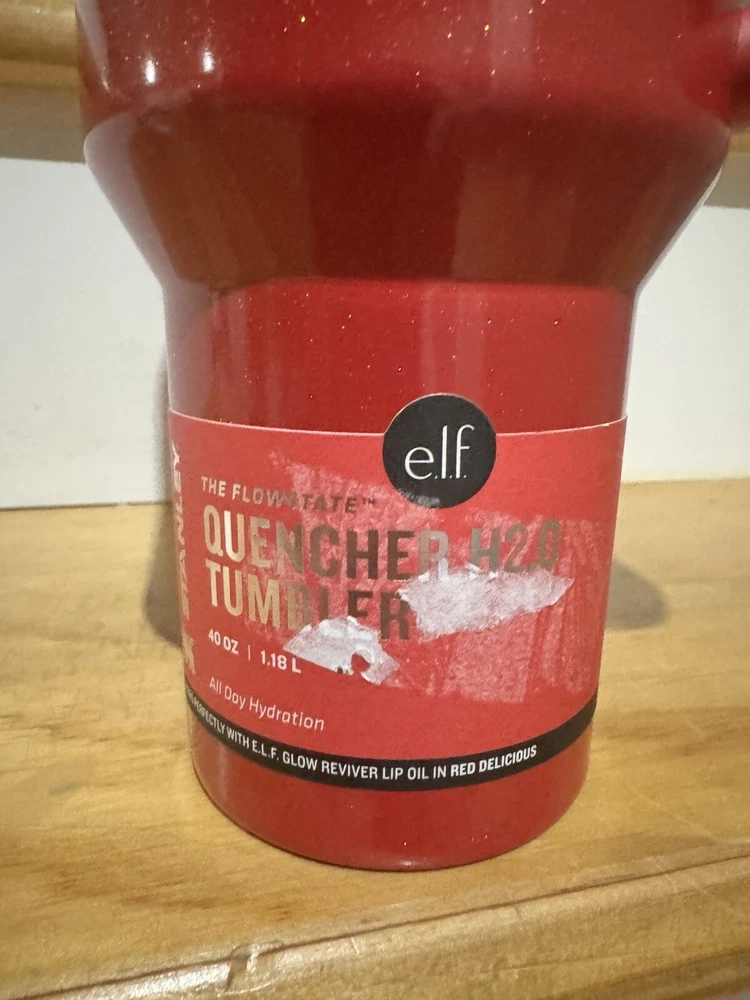 e.l.f.
THE FLOWSTATE™
QUENCHER H2.O
TUMBLER
40 OZ | 1.18 L
All Day Hydration
STANLEY
PERFECTLY WITH E.L.F. GLOW REVIVER LIP OIL IN RED DELICIOUS